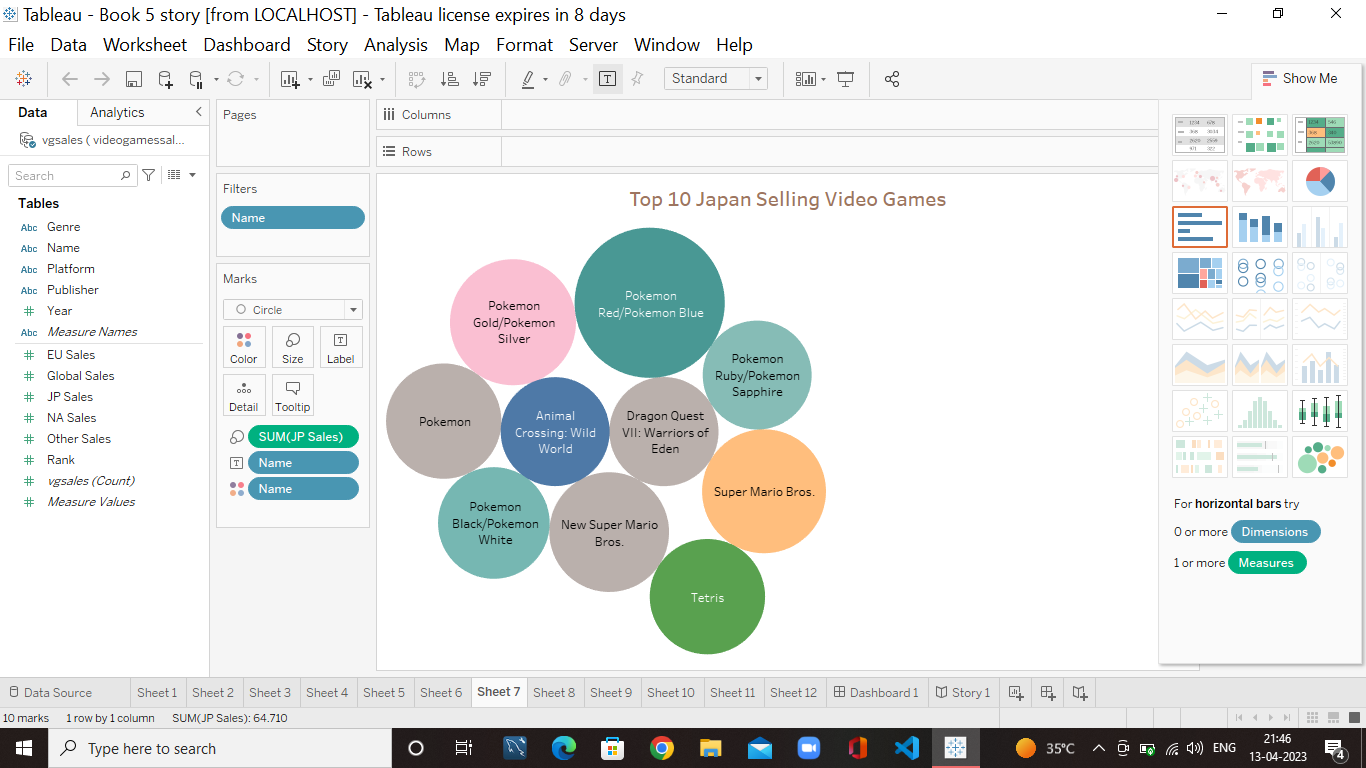 Tableau - Book 5 story [from LOCALHOST] - Tableau license expires in 8 days
File Data Worksheet Dashboard Story Analysis Map Format Server Window Help
Standard
Show Me
Data Analytics
vgsales ( videogamessal...
Search
Tables
Abc Genre
Abc Name
Abc Platform
Abc Publisher
# Year
Abc Measure Names
# EU Sales
# Global Sales
# JP Sales
# NA Sales
# Other Sales
# Rank
# vgsales (Count)
# Measure Values
Pages
Filters
Name
Marks
Circle
Color Size Label
Detail Tooltip
SUM(JP Sales)
Name
Name
Columns
Rows
Top 10 Japan Selling Video Games
Pokemon
Gold/Pokemon
Silver
Pokemon
Red/Pokemon Blue
Pokemon
Ruby/Pokemon
Sapphire
Pokemon
Animal
Crossing: Wild
World
Dragon Quest
VII: Warriors of
Eden
Super Mario Bros.
Pokemon
Black/Pokemon
White
New Super Mario
Bros.
Tetris
For horizontal bars try
0 or more Dimensions
1 or more Measures
Data Source Sheet 1 Sheet 2 Sheet 3 Sheet 4 Sheet 5 Sheet 6 Sheet 7 Sheet 8 Sheet 9 Sheet 10 Sheet 11 Sheet 12 Dashboard 1 Story 1
10 marks 1 row by 1 column SUM(JP Sales): 64.710
Type here to search
35°C
ENG
21:46
13-04-2023
4